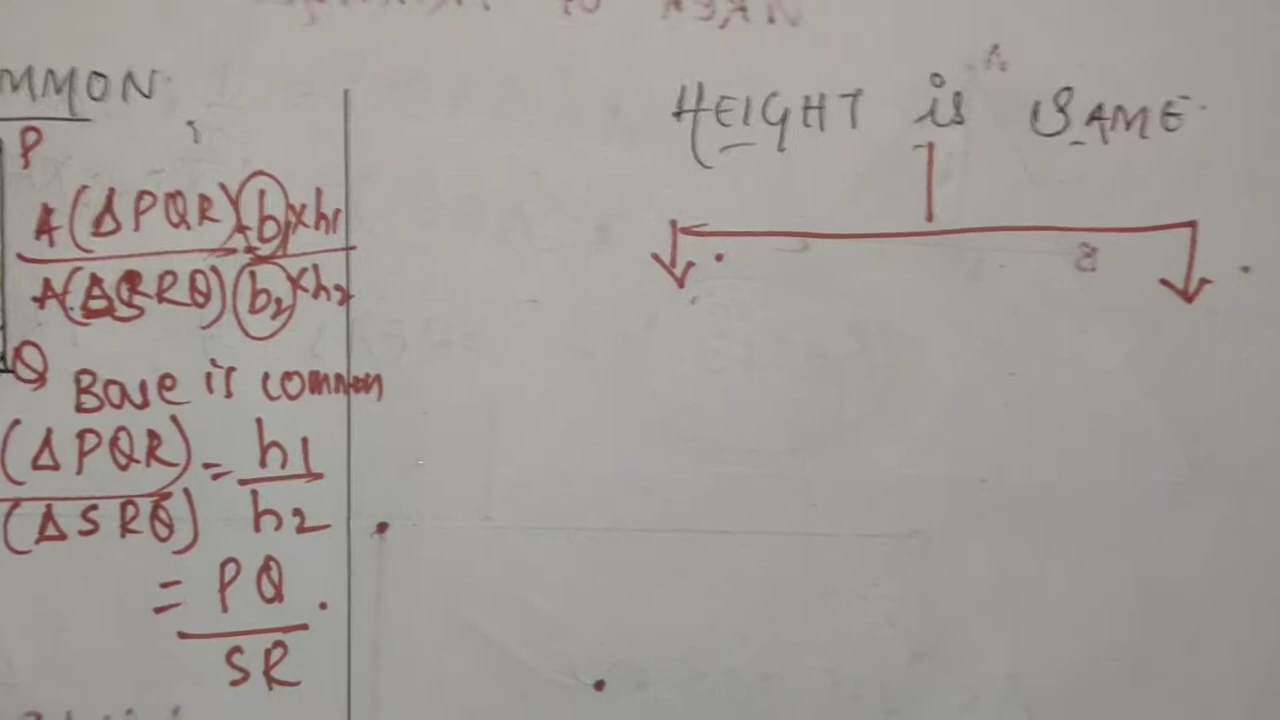 MMON
P
A(ΔPQR) = b1×h1
A(ΔSRQ) b2×h2
Q
Base is common
(ΔPQR) = h1
(ΔSRQ) h2
= PQ
SR
HEIGHT is SAME